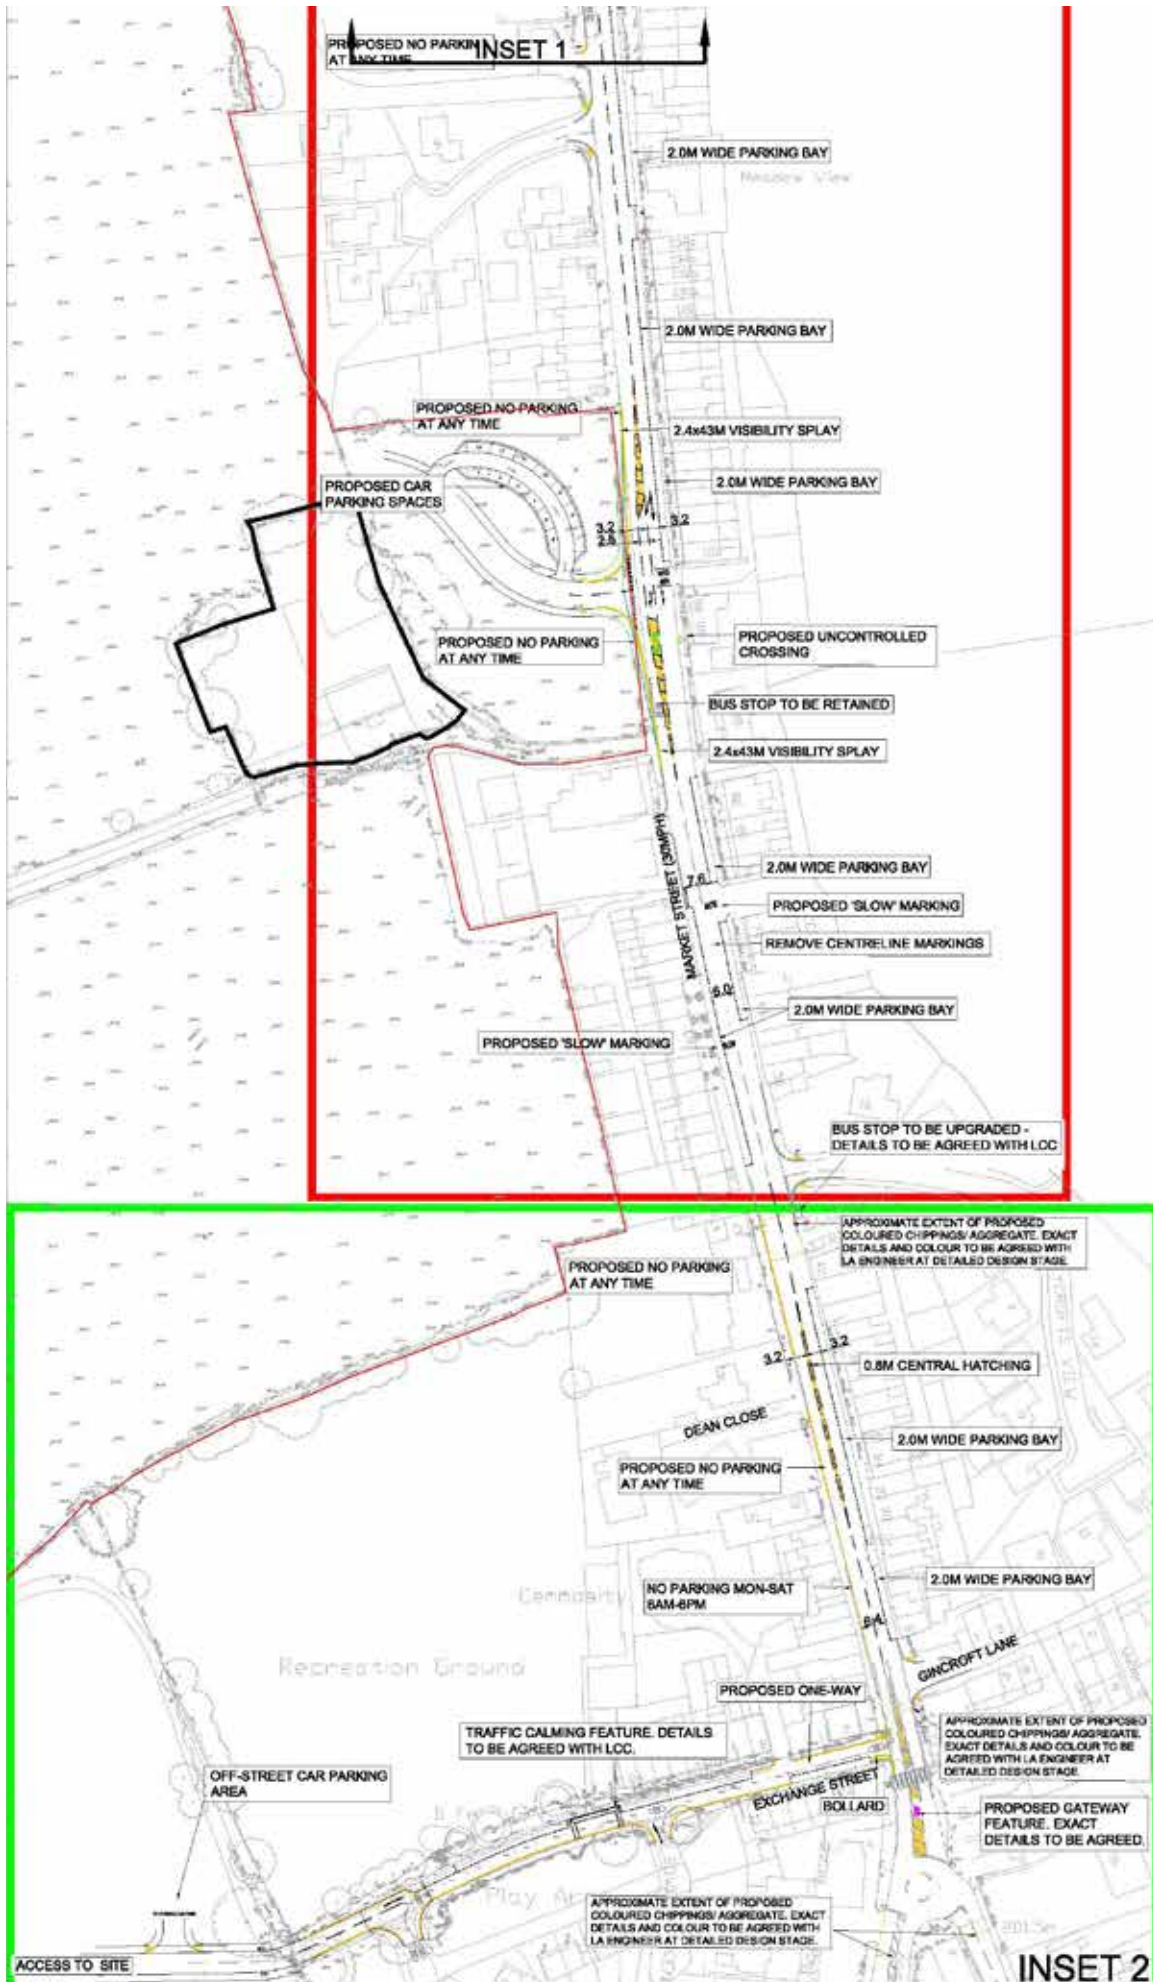 PROPOSED NO PARKING
AT ANY TIME
INSET 1
2.0M WIDE PARKING BAY
Meadow View
2.0M WIDE PARKING BAY
PROPOSED NO PARKING
AT ANY TIME
2.4x43M VISIBILITY SPLAY
PROPOSED CAR
PARKING SPACES
2.0M WIDE PARKING BAY
3.2
3.2
2.8
PROPOSED NO PARKING
AT ANY TIME
PROPOSED UNCONTROLLED
CROSSING
BUS STOP TO BE RETAINED
2.4x43M VISIBILITY SPLAY
MARKET STREET (30MPH)
2.0M WIDE PARKING BAY
7.6
PROPOSED 'SLOW' MARKING
REMOVE CENTRELINE MARKINGS
6.0
2.0M WIDE PARKING BAY
PROPOSED 'SLOW' MARKING
BUS STOP TO BE UPGRADED -
DETAILS TO BE AGREED WITH LCC
APPROXIMATE EXTENT OF PROPOSED
COLOURED CHIPPINGS/ AGGREGATE. EXACT
DETAILS AND COLOUR TO BE AGREED WITH
LA ENGINEER AT DETAILED DESIGN STAGE.
PROPOSED NO PARKING
AT ANY TIME
3.2
3.2
0.8M CENTRAL HATCHING
DEAN CLOSE
2.0M WIDE PARKING BAY
PROPOSED NO PARKING
AT ANY TIME
2.0M WIDE PARKING BAY
NO PARKING MON-SAT
8AM-6PM
6.4
GINCROFT LANE
Recreation Ground
PROPOSED ONE-WAY
TRAFFIC CALMING FEATURE. DETAILS
TO BE AGREED WITH LCC.
APPROXIMATE EXTENT OF PROPOSED
COLOURED CHIPPINGS/ AGGREGATE.
EXACT DETAILS AND COLOUR TO BE
AGREED WITH LA ENGINEER AT
DETAILED DESIGN STAGE.
OFF-STREET CAR PARKING
AREA
EXCHANGE STREET
BOLLARD
PROPOSED GATEWAY
FEATURE. EXACT
DETAILS TO BE AGREED.
Play
APPROXIMATE EXTENT OF PROPOSED
COLOURED CHIPPINGS/ AGGREGATE. EXACT
DETAILS AND COLOUR TO BE AGREED WITH
LA ENGINEER AT DETAILED DESIGN STAGE.
ACCESS TO SITE
INSET 2